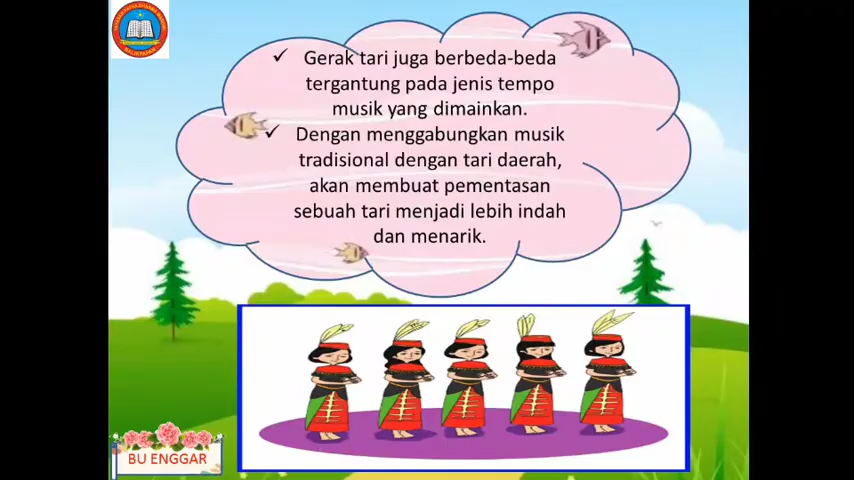 ✓ Gerak tari juga berbeda-beda
tergantung pada jenis tempo
musik yang dimainkan.
✓ Dengan menggabungkan musik
tradisional dengan tari daerah,
akan membuat pementasan
sebuah tari menjadi lebih indah
dan menarik.
BU ENGGAR